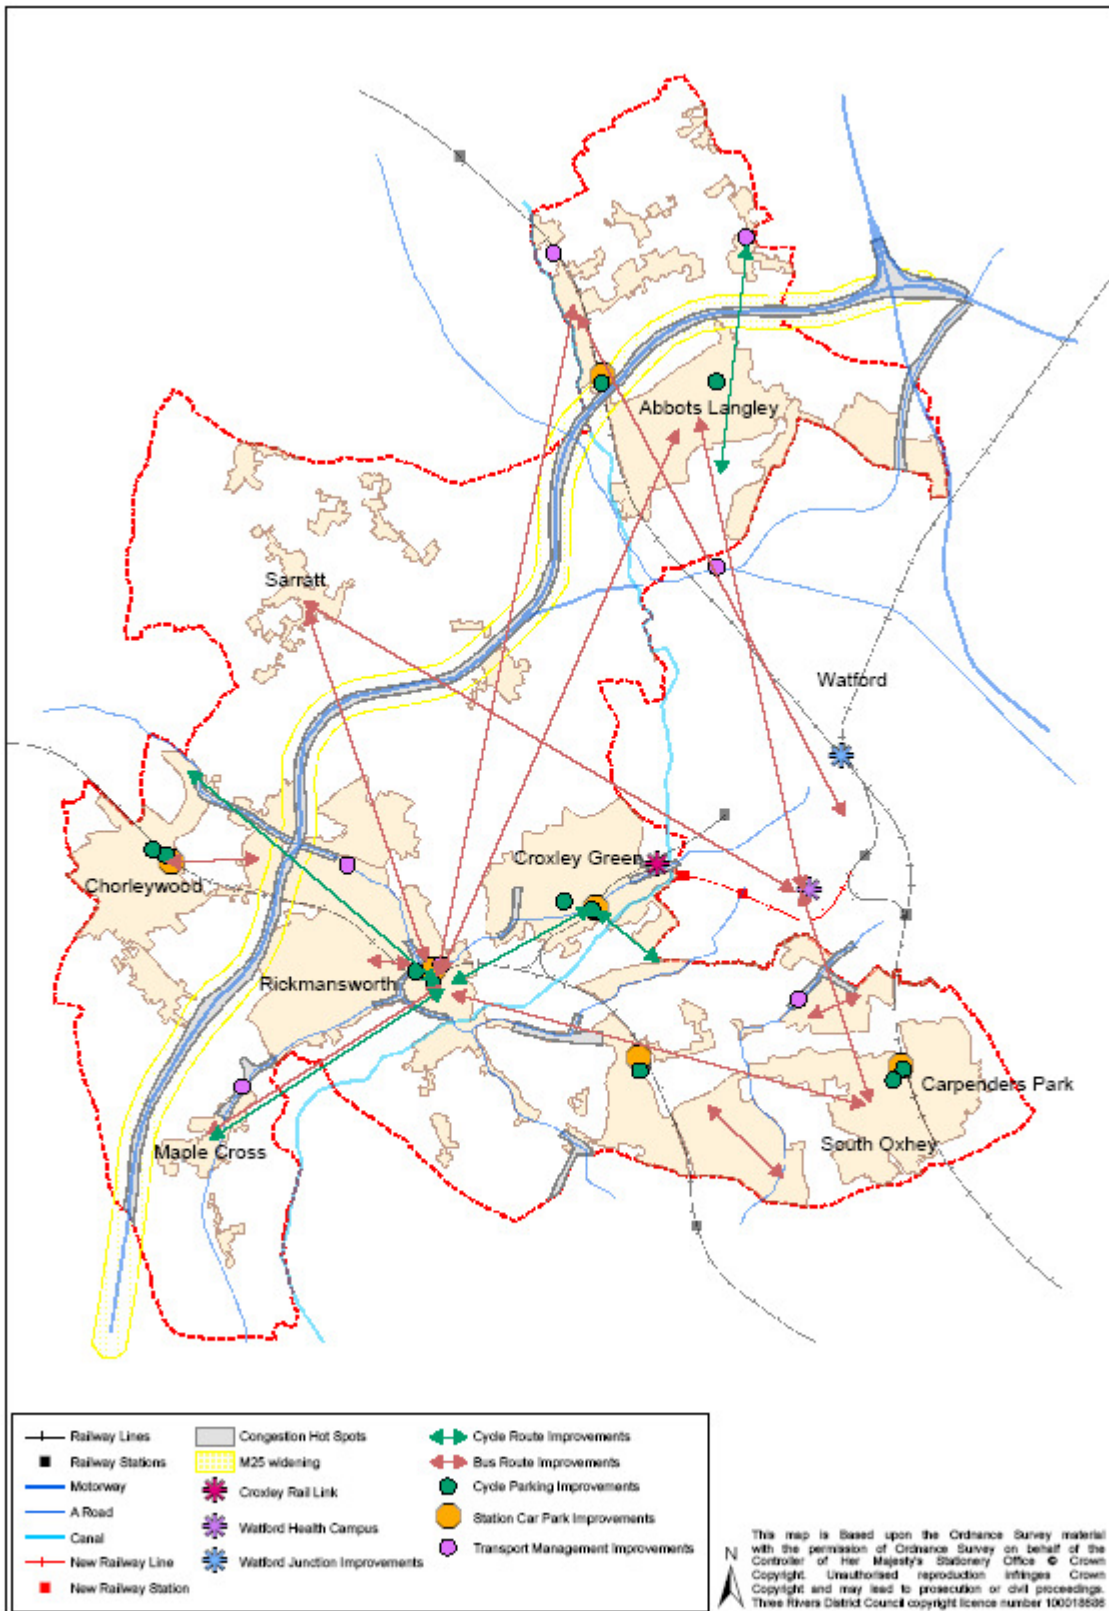 Abbots Langley
Sarratt
Watford
Croxley Green
Chorleywood
Rickmansworth
Carpenders Park
South Oxhey
Maple Cross
Railway Lines
Railway Stations
Motorway
A Road
Canal
New Railway Line
New Railway Station
Congestion Hot Spots
M25 widening
Croxley Rail Link
Watford Health Campus
Watford Junction Improvements
Cycle Route Improvements
Bus Route Improvements
Cycle Parking Improvements
Station Car Park Improvements
Transport Management Improvements
N
This map is Based upon the Ordnance Survey material
with the permission of Ordnance Survey on behalf of the
Controller of Her Majesty's Stationery Office © Crown
Copyright. Unauthorised reproduction infringes Crown
Copyright and may lead to prosecution or civil proceedings.
Three Rivers District Council copyright licence number